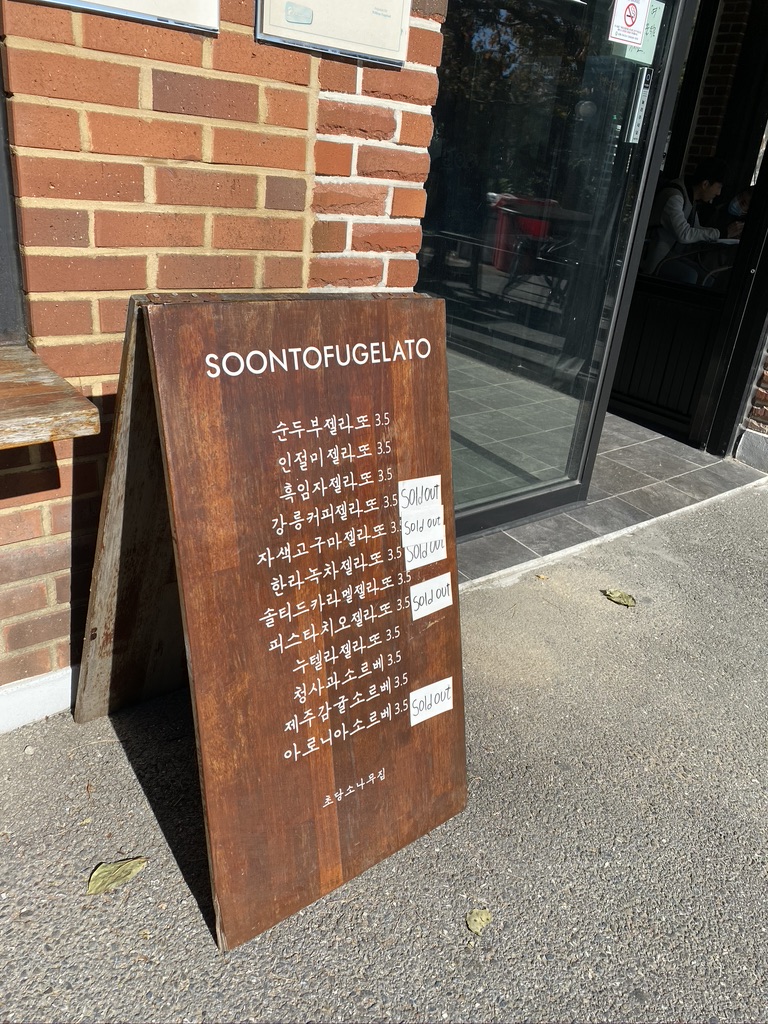 SOONTOFUGELATO
순두부젤라또 3.5
인절미젤라또 3.5
흑임자젤라또 3.5
강릉커피젤라또 3.5 Sold out
자색고구마젤라또 3.5 Sold out
한라녹차젤라또 3.5 Sold out
솔티드카라멜젤라또 3.5
피스타치오젤라또 3.5 Sold out
누텔라젤라또 3.5
청사과소르베 3.5
제주감귤소르베 3.5
아로니아소르베 3.5 Sold out
초당소나무집